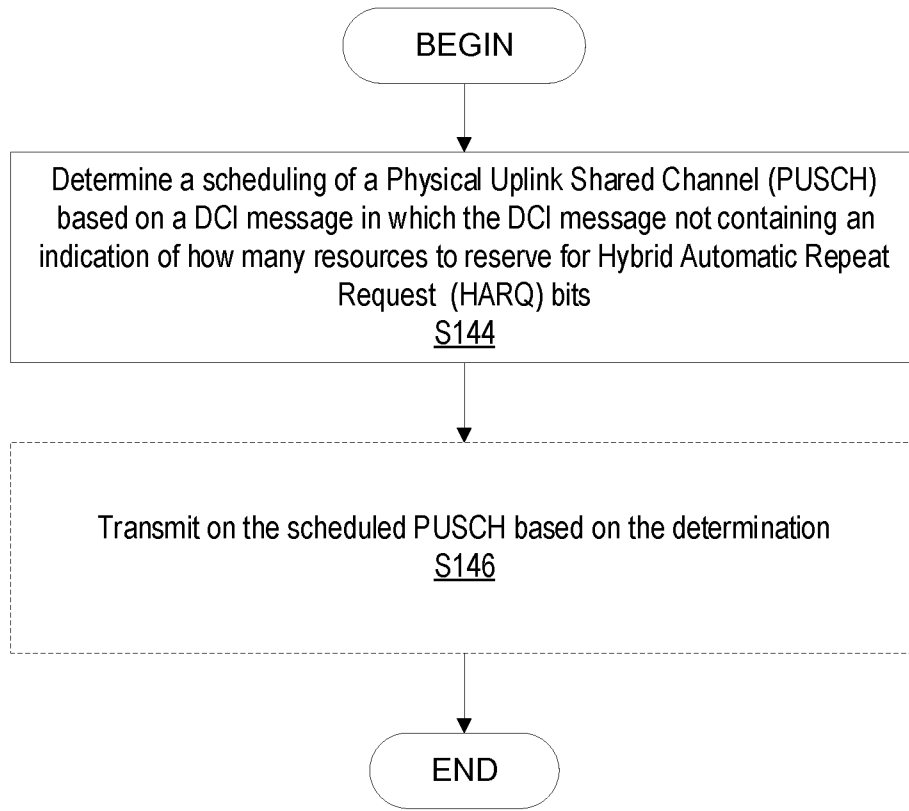 BEGIN
Determine a scheduling of a Physical Uplink Shared Channel (PUSCH)
based on a DCI message in which the DCI message not containing an
indication of how many resources to reserve for Hybrid Automatic Repeat
Request (HARQ) bits
S144
Transmit on the scheduled PUSCH based on the determination
S146
END